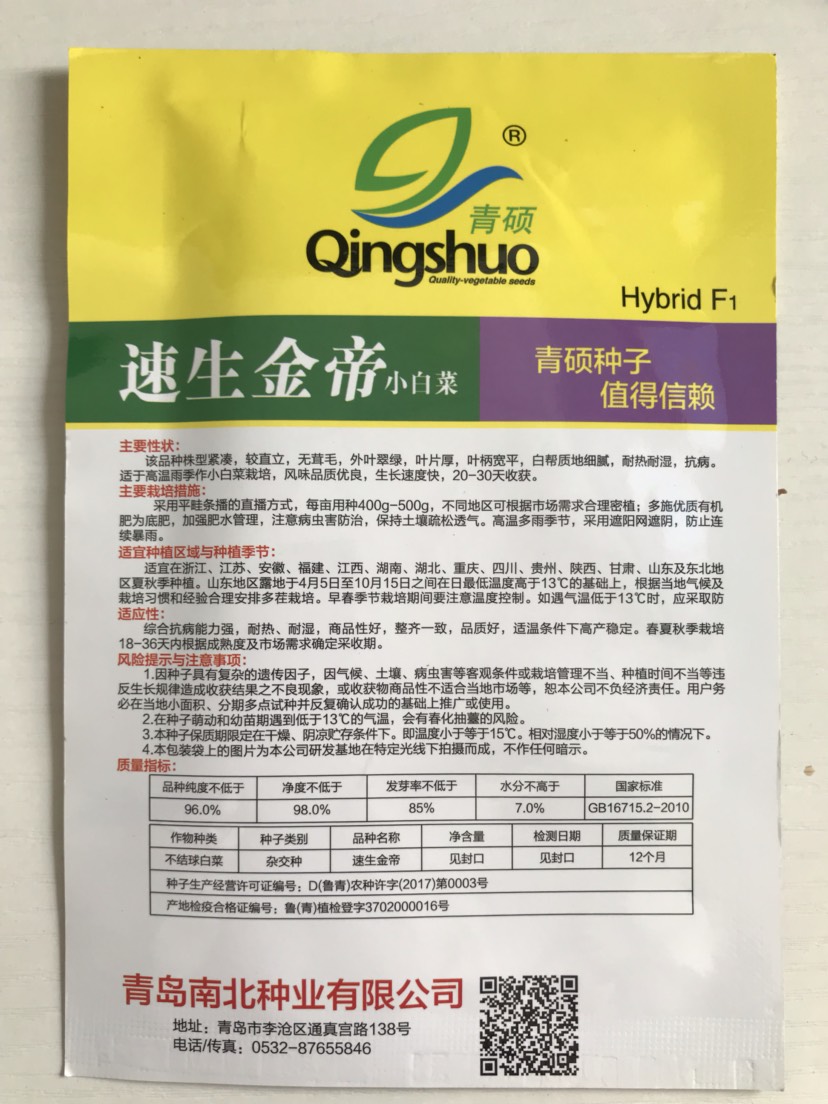 ®
青硕
Qingshuo
Quality-vegetable seeds
Hybrid F1
速生金帝小白菜
青硕种子
值得信赖
主要性状：
该品种株型紧凑，较直立，无茸毛，外叶翠绿，叶片厚，叶柄宽平，白帮质地细腻，耐热耐湿，抗病。
适于高温雨季作小白菜栽培，风味品质优良，生长速度快，20-30天收获。
主要栽培措施：
采用平畦条播的直播方式，每亩用种400g-500g，不同地区可根据市场需求合理密植；多施优质有机
肥为底肥，加强肥水管理，注意病虫害防治，保持土壤疏松透气。高温多雨季节，采用遮阳网遮阴，防止连
续暴雨。
适宜种植区域与种植季节：
适宜在浙江、江苏、安徽、福建、江西、湖南、湖北、重庆、四川、贵州、陕西、甘肃、山东及东北地
区夏秋季种植。山东地区露地于4月5日至10月15日之间在日最低温度高于13℃的基础上，根据当地气候及
栽培习惯和经验合理安排多茬栽培。早春季节栽培期间要注意温度控制。如遇气温低于13℃时，应采取防
适应性：
综合抗病能力强，耐热、耐湿，商品性好，整齐一致，品质好，适温条件下高产稳定。春夏秋季栽培
18-36天内根据成熟度及市场需求确定采收期。
风险提示与注意事项：
1.因种子具有复杂的遗传因子，因气候、土壤、病虫害等客观条件或栽培管理不当、种植时间不当等违
反生长规律造成收获结果之不良现象，或收获物商品性不适合当地市场等，恕本公司不负经济责任。用户务
必在当地小面积、分期多点试种并反复确认成功的基础上推广或使用。
2.在种子萌动和幼苗期遇到低于13℃的气温，会有春化抽薹的风险。
3.本种子保质期限定在干燥、阴凉贮存条件下。即温度小于等于15℃。相对湿度小于等于50%的情况下。
4.本包装袋上的图片为本公司研发基地在特定光线下拍摄而成，不作任何暗示。
质量指标：
品种纯度不低于 净度不低于 发芽率不低于 水分不高于 国家标准
96.0% 98.0% 85% 7.0% GB16715.2-2010
作物种类 种子类别 品种名称 净含量 检测日期 质量保证期
不结球白菜 杂交种 速生金帝 见封口 见封口 12个月
种子生产经营许可证编号：D(鲁青)农种许字(2017)第0003号
产地检疫合格证编号：鲁(青)植检登字3702000016号
青岛南北种业有限公司
地址：青岛市李沧区通真宫路138号
电话/传真：0532-87655846